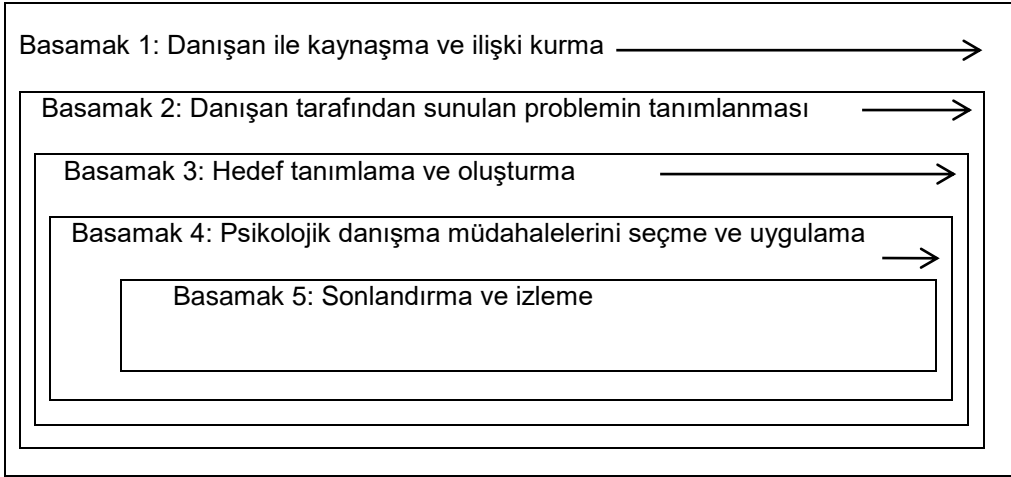 Basamak 1: Danışan ile kaynaşma ve ilişki kurma
Basamak 2: Danışan tarafından sunulan problemin tanımlanması
Basamak 3: Hedef tanımlama ve oluşturma
Basamak 4: Psikolojik danışma müdahalelerini seçme ve uygulama
Basamak 5: Sonlandırma ve izleme